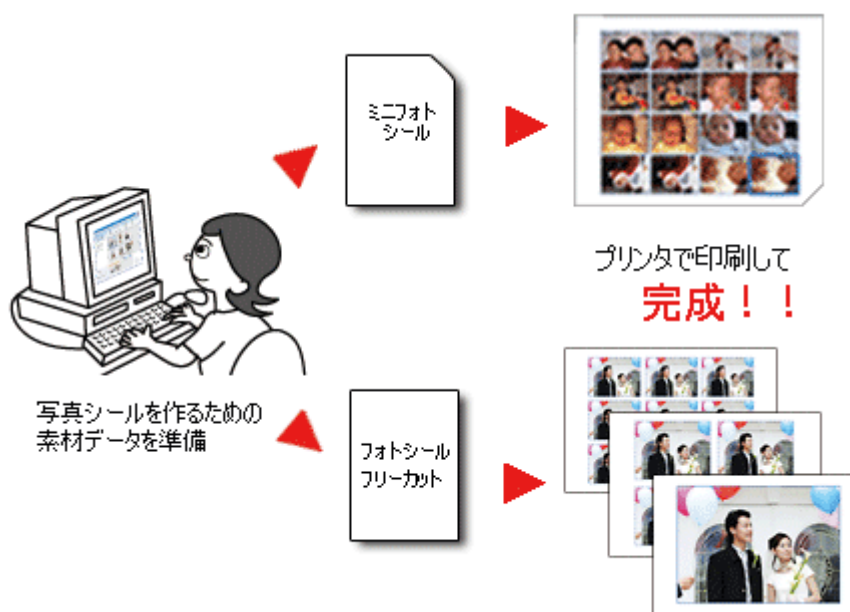 ミニフォト
シール
プリンタで印刷して
完成！！
写真シールを作るための
素材データを準備
フォトシール
フリーカット